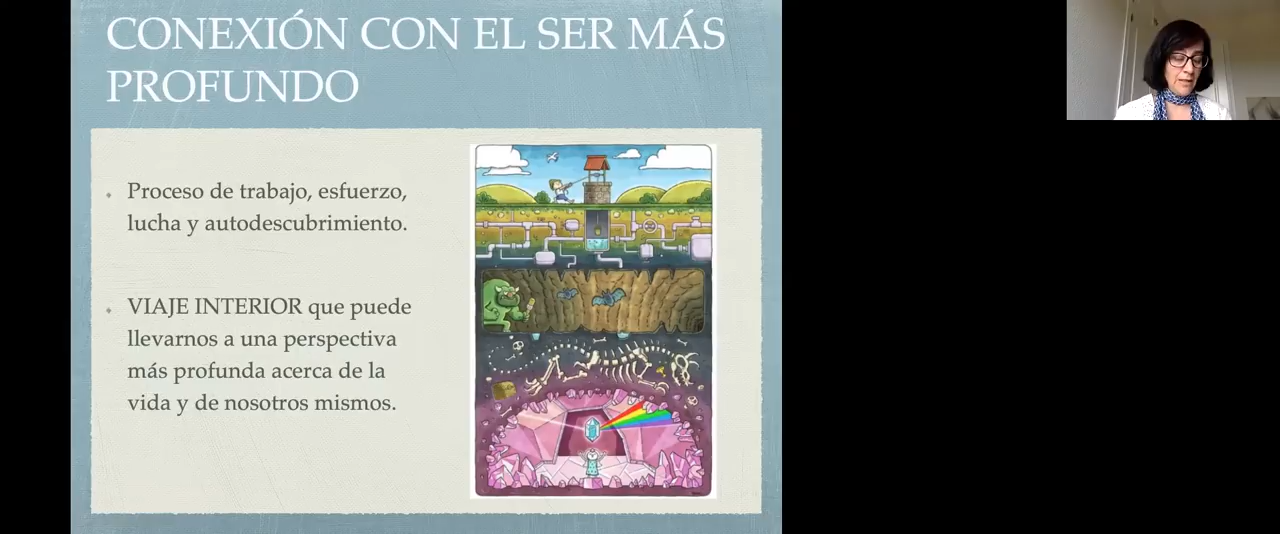 CONEXIÓN CON EL SER MÁS
PROFUNDO
Proceso de trabajo, esfuerzo,
lucha y autodescubrimiento.
VIAJE INTERIOR que puede
llevarnos a una perspectiva
más profunda acerca de la
vida y de nosotros mismos.